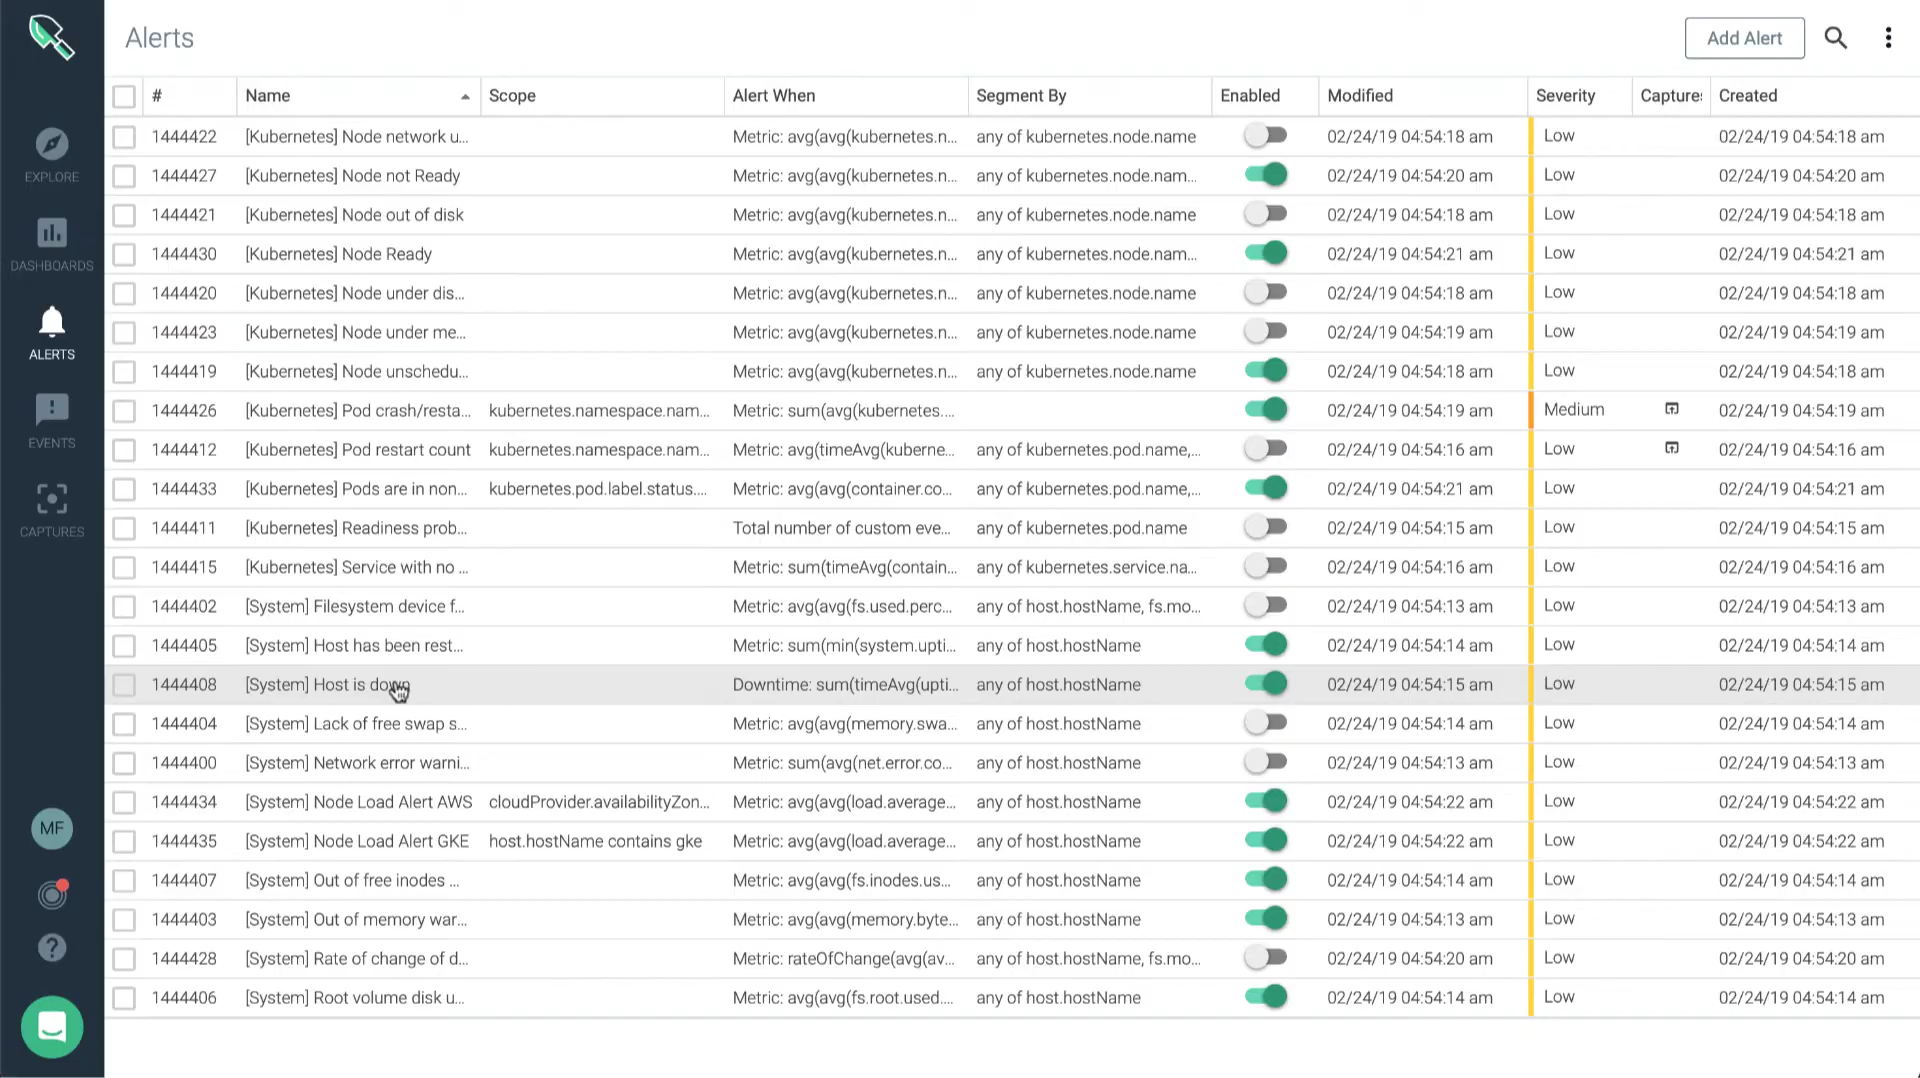 Alerts
Add Alert
# Name Scope Alert When Segment By Enabled Modified Severity Captures Created
EXPLORE
DASHBOARDS
ALERTS
EVENTS
CAPTURES
MF
1444422 [Kubernetes] Node network u... Metric: avg(avg(kubernetes.n... any of kubernetes.node.name 02/24/19 04:54:18 am Low 02/24/19 04:54:18 am
1444427 [Kubernetes] Node not Ready Metric: avg(avg(kubernetes.n... any of kubernetes.node.nam... 02/24/19 04:54:20 am Low 02/24/19 04:54:20 am
1444421 [Kubernetes] Node out of disk Metric: avg(avg(kubernetes.n... any of kubernetes.node.name 02/24/19 04:54:18 am Low 02/24/19 04:54:18 am
1444430 [Kubernetes] Node Ready Metric: avg(avg(kubernetes.n... any of kubernetes.node.nam... 02/24/19 04:54:21 am Low 02/24/19 04:54:21 am
1444420 [Kubernetes] Node under dis... Metric: avg(avg(kubernetes.n... any of kubernetes.node.name 02/24/19 04:54:18 am Low 02/24/19 04:54:18 am
1444423 [Kubernetes] Node under me... Metric: avg(avg(kubernetes.n... any of kubernetes.node.name 02/24/19 04:54:19 am Low 02/24/19 04:54:19 am
1444419 [Kubernetes] Node unschedu... Metric: avg(avg(kubernetes.n... any of kubernetes.node.name 02/24/19 04:54:18 am Low 02/24/19 04:54:18 am
1444426 [Kubernetes] Pod crash/resta... kubernetes.namespace.nam... Metric: sum(avg(kubernetes.... 02/24/19 04:54:19 am Medium 02/24/19 04:54:19 am
1444412 [Kubernetes] Pod restart count kubernetes.namespace.nam... Metric: avg(timeAvg(kuberne... any of kubernetes.pod.name,... 02/24/19 04:54:16 am Low 02/24/19 04:54:16 am
1444433 [Kubernetes] Pods are in non... kubernetes.pod.label.status.... Metric: avg(avg(container.co... any of kubernetes.pod.name,... 02/24/19 04:54:21 am Low 02/24/19 04:54:21 am
1444411 [Kubernetes] Readiness prob... Total number of custom eve... any of kubernetes.pod.name 02/24/19 04:54:15 am Low 02/24/19 04:54:15 am
1444415 [Kubernetes] Service with no ... Metric: sum(timeAvg(contain... any of kubernetes.service.na... 02/24/19 04:54:16 am Low 02/24/19 04:54:16 am
1444402 [System] Filesystem device f... Metric: avg(avg(fs.used.perc... any of host.hostName, fs.mo... 02/24/19 04:54:13 am Low 02/24/19 04:54:13 am
1444405 [System] Host has been rest... Metric: sum(min(system.upti... any of host.hostName 02/24/19 04:54:14 am Low 02/24/19 04:54:14 am
1444408 [System] Host is down Downtime: sum(timeAvg(upti... any of host.hostName 02/24/19 04:54:15 am Low 02/24/19 04:54:15 am
1444404 [System] Lack of free swap s... Metric: avg(avg(memory.swa... any of host.hostName 02/24/19 04:54:14 am Low 02/24/19 04:54:14 am
1444400 [System] Network error warni... Metric: sum(avg(net.error.co... any of host.hostName 02/24/19 04:54:13 am Low 02/24/19 04:54:13 am
1444434 [System] Node Load Alert AWS cloudProvider.availabilityZon... Metric: avg(avg(load.average... any of host.hostName 02/24/19 04:54:22 am Low 02/24/19 04:54:22 am
1444435 [System] Node Load Alert GKE host.hostName contains gke Metric: avg(avg(load.average... any of host.hostName 02/24/19 04:54:22 am Low 02/24/19 04:54:22 am
1444407 [System] Out of free inodes ... Metric: avg(avg(fs.inodes.us... any of host.hostName 02/24/19 04:54:14 am Low 02/24/19 04:54:14 am
1444403 [System] Out of memory war... Metric: avg(avg(memory.byte... any of host.hostName 02/24/19 04:54:13 am Low 02/24/19 04:54:13 am
1444428 [System] Rate of change of d... Metric: rateOfChange(avg(av... any of host.hostName, fs.mo... 02/24/19 04:54:20 am Low 02/24/19 04:54:20 am
1444406 [System] Root volume disk u... Metric: avg(avg(fs.root.used.... any of host.hostName 02/24/19 04:54:14 am Low 02/24/19 04:54:14 am